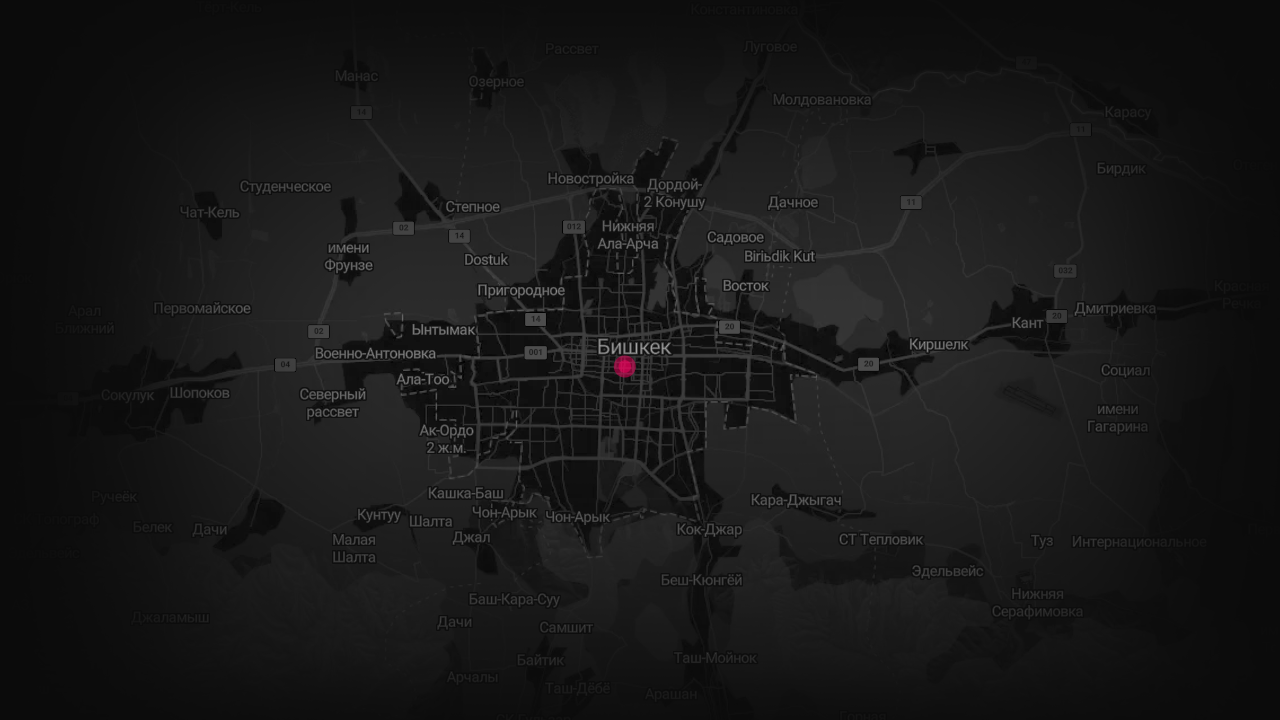 Константиновка
Луговое
Рассвет
Манас
Озерное
14
Молдовановка
Карасу
11
Бирдик
Новостройка
Дордой-
2 Конушу
Студенческое
Чат-Кель
Степное
Дачное
11
02
14
012
Нижняя
Ала-Арча
Садовое
Birisdik Kut
имени
Фрунзе
Dostuk
032
Пригородное
Восток
Первомайское
Арал
Ближний
Дмитриевка
Кант
20
14
20
02
Ынтымак
Бишкек
Киршелк
001
Военно-Антоновка
04
20
Социал
Ала-Тоо
Сокулук
Шопоков
Северный
рассвет
имени
Гагарина
Ак-Ордо
2 ж.м.
Кашка-Баш
Кара-Джыгач
Ручеёк
Кунтуу
Шалта
Чон-Арык
Чон-Арык
Белек
Дачи
Кок-Джар
Малая
Шалта
Джал
СТ Тепловик
Туз
Интернациональное
Беш-Кюнгёй
Эдельвейс
Баш-Кара-Суу
Нижняя
Серафимовка
Джаламыш
Дачи
Самшит
Байтик
Таш-Мойнок
Арчалы
Таш-Дёбё
Арашан